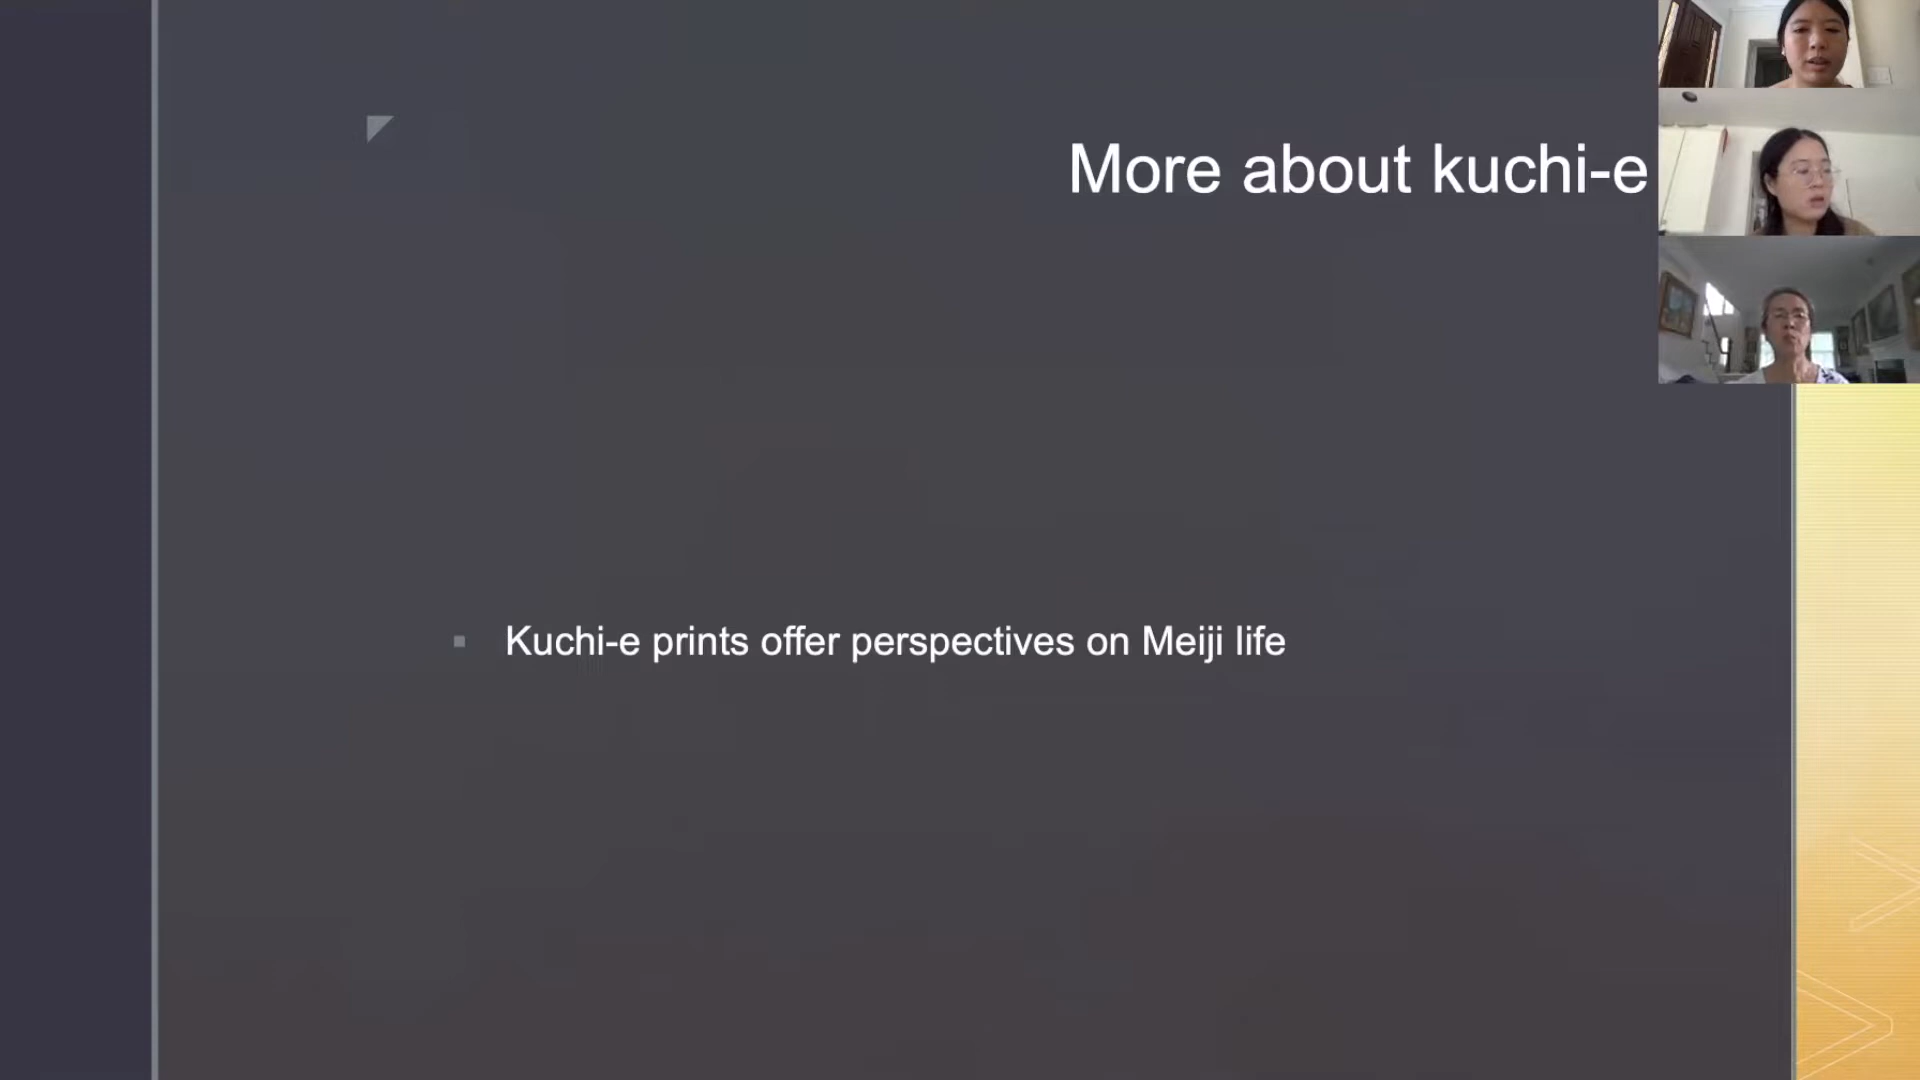 More about kuchi-e
Kuchi-e prints offer perspectives on Meiji life